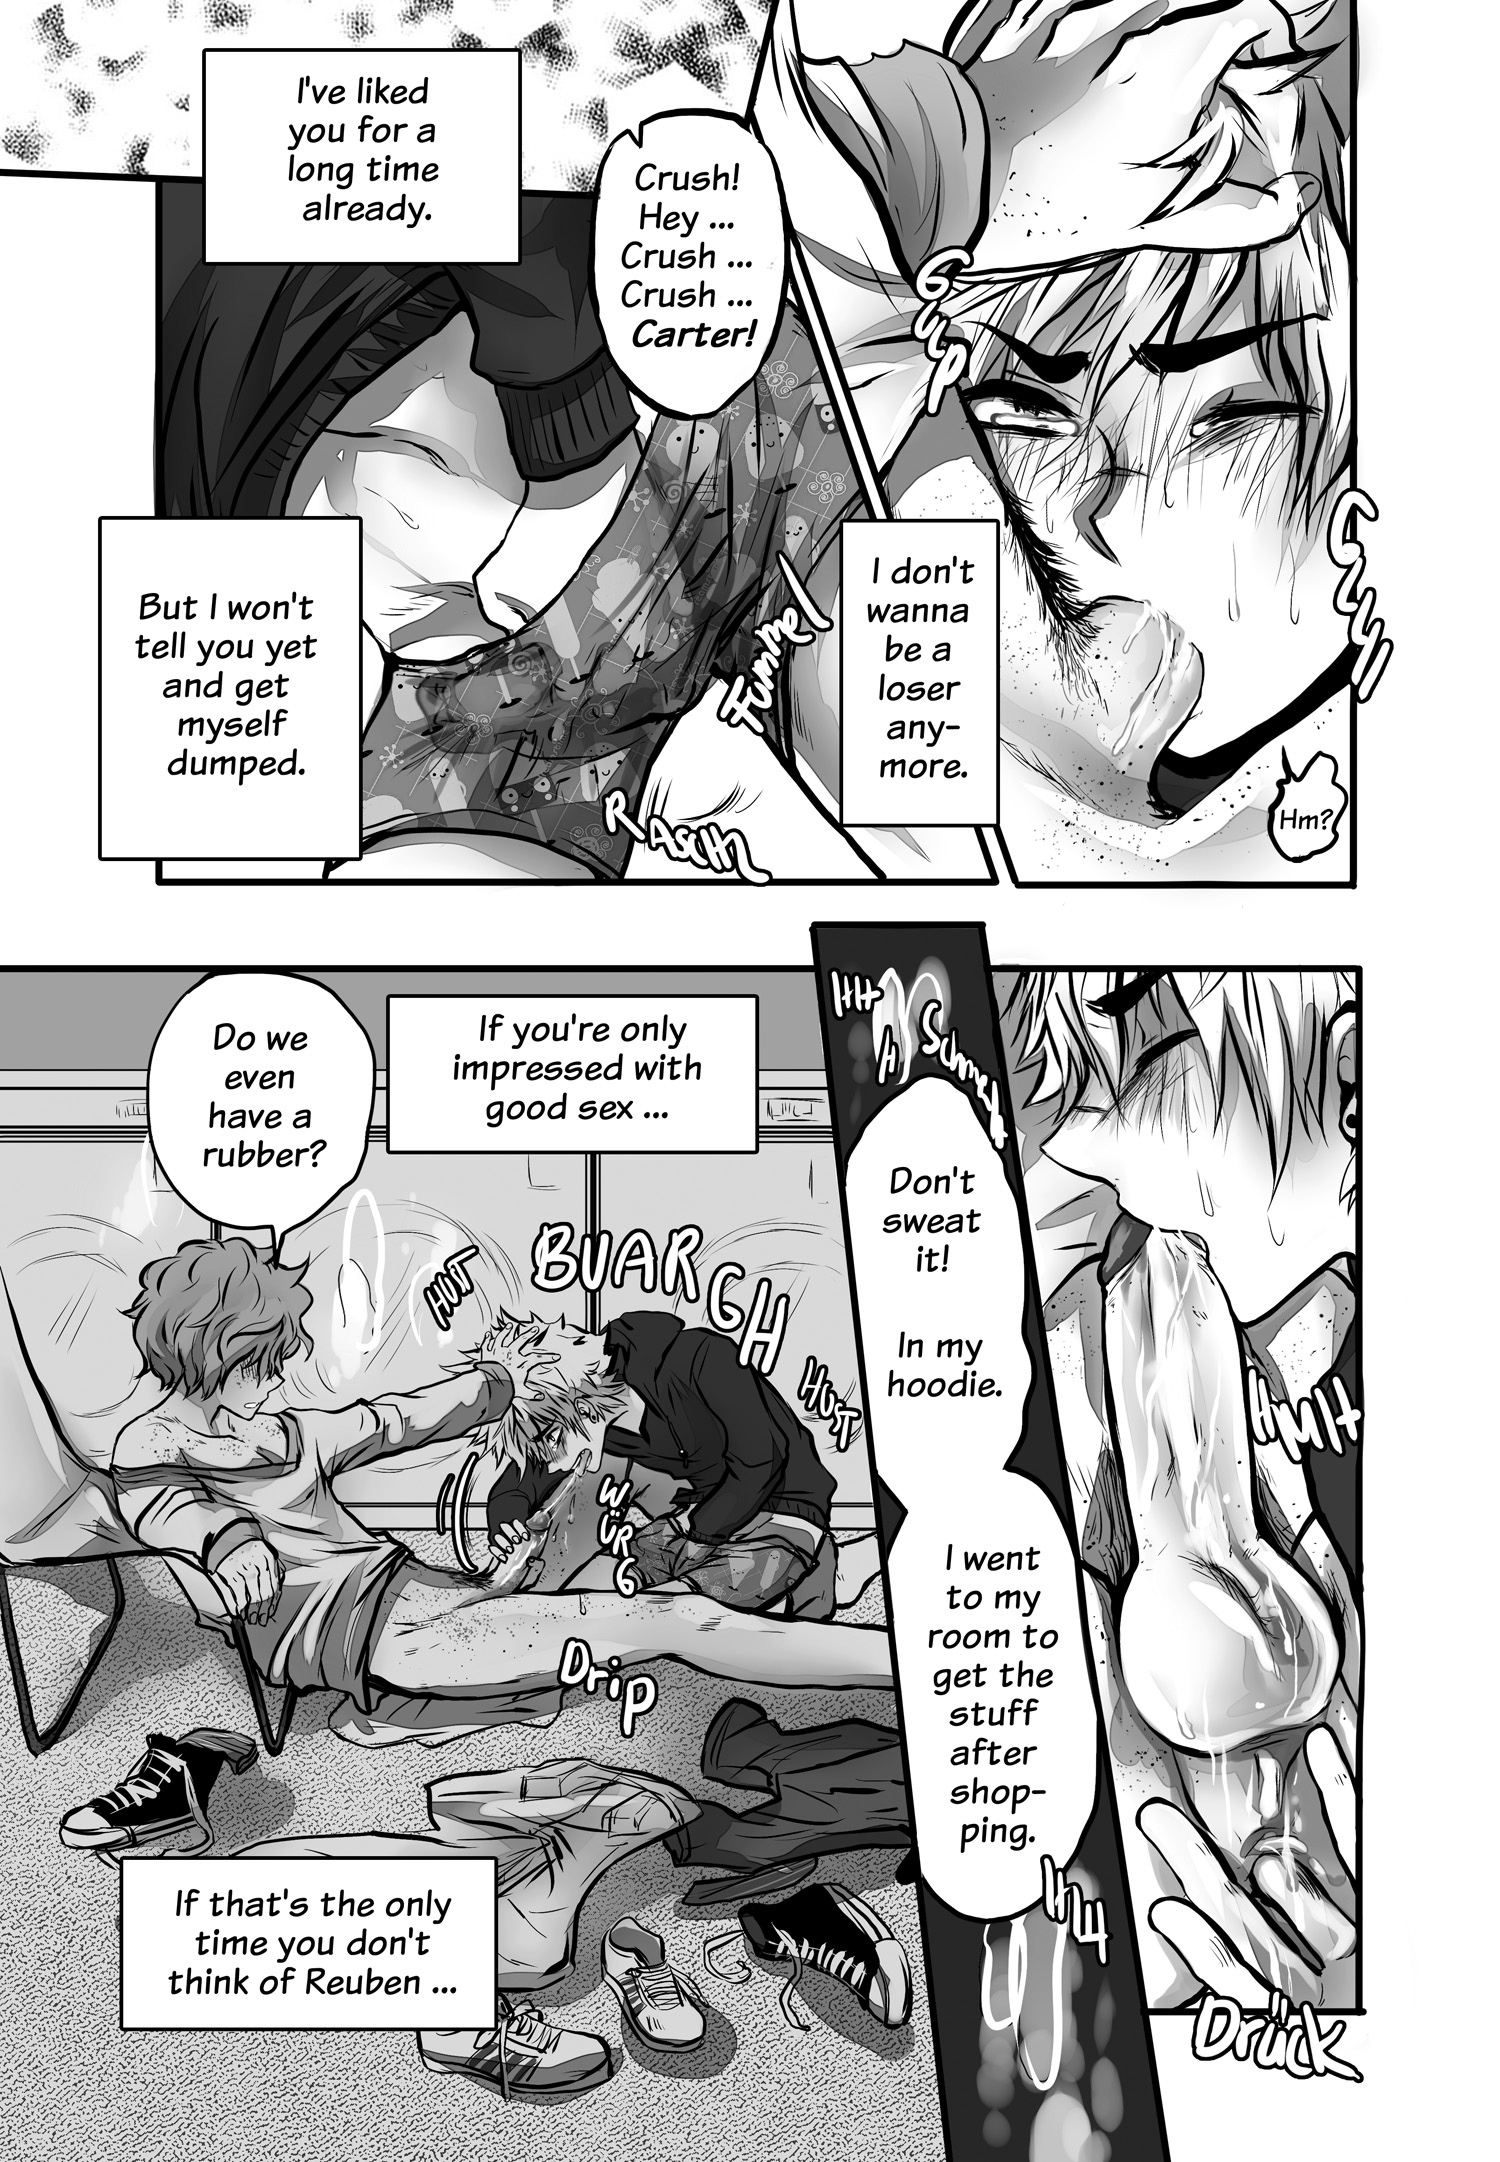 I've liked
you for a
long time
already.
Crush!
Hey ...
Crush ...
Crush ...
Carter!
GULP
But I won't
tell you yet
and get
myself
dumped.
I don't
wanna
be a
loser
any-
more.
Fummel
RASCHL
Hm?
Do we
even
have a
rubber?
If you're only
impressed with
good sex ...
HUST
BUARGHH
HUST
WÜRG
Drip
If that's the only
time you don't
think of Reuben ...
Don't
sweat
it!
In my
hoodie.
I went
to my
room to
get the
stuff
after
shop-
ping.
Drück